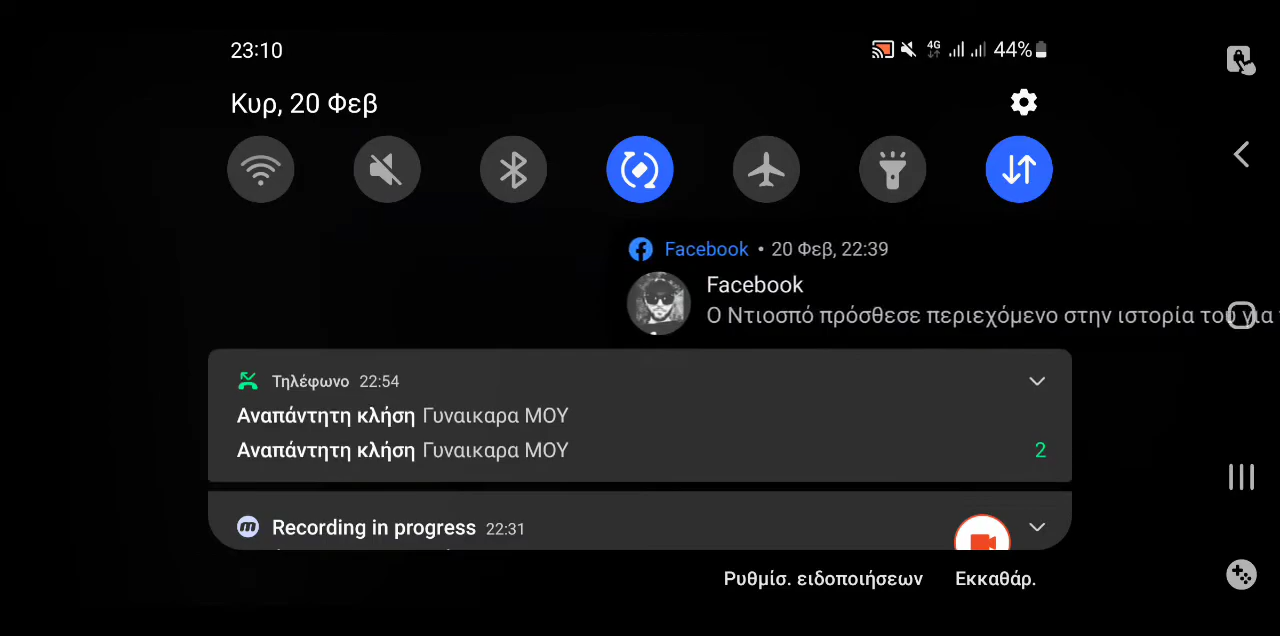 23:10
4G 44%
Κυρ, 20 Φεβ
Facebook • 20 Φεβ, 22:39
Facebook
Ο Ντιοσπό πρόσθεσε περιεχόμενο στην ιστορία του για
Τηλέφωνο 22:54
Αναπάντητη κλήση Γυναικαρα ΜΟΥ
Αναπάντητη κλήση Γυναικαρα ΜΟΥ 2
m Recording in progress 22:31
Ρυθμίσ. ειδοποιήσεων Εκκαθάρ.